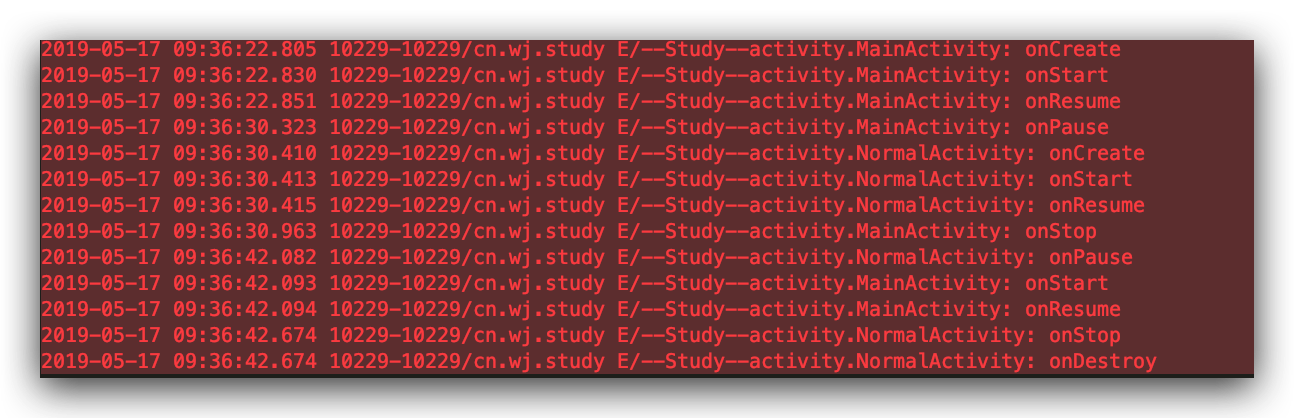 2019-05-17 09:36:22.805 10229-10229/cn.wj.study E/--Study--activity.MainActivity: onCreate
2019-05-17 09:36:22.830 10229-10229/cn.wj.study E/--Study--activity.MainActivity: onStart
2019-05-17 09:36:22.851 10229-10229/cn.wj.study E/--Study--activity.MainActivity: onResume
2019-05-17 09:36:30.323 10229-10229/cn.wj.study E/--Study--activity.MainActivity: onPause
2019-05-17 09:36:30.410 10229-10229/cn.wj.study E/--Study--activity.NormalActivity: onCreate
2019-05-17 09:36:30.413 10229-10229/cn.wj.study E/--Study--activity.NormalActivity: onStart
2019-05-17 09:36:30.415 10229-10229/cn.wj.study E/--Study--activity.NormalActivity: onResume
2019-05-17 09:36:30.963 10229-10229/cn.wj.study E/--Study--activity.MainActivity: onStop
2019-05-17 09:36:42.082 10229-10229/cn.wj.study E/--Study--activity.NormalActivity: onPause
2019-05-17 09:36:42.093 10229-10229/cn.wj.study E/--Study--activity.MainActivity: onStart
2019-05-17 09:36:42.094 10229-10229/cn.wj.study E/--Study--activity.MainActivity: onResume
2019-05-17 09:36:42.674 10229-10229/cn.wj.study E/--Study--activity.NormalActivity: onStop
2019-05-17 09:36:42.674 10229-10229/cn.wj.study E/--Study--activity.NormalActivity: onDestroy